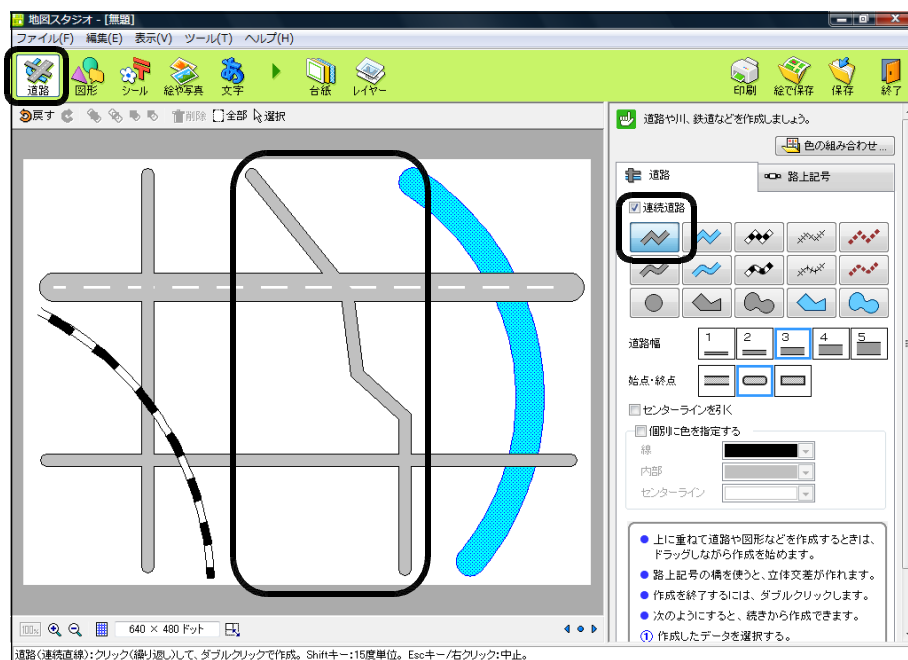 地図スタジオ - [無題]
ファイル(F) 編集(E) 表示(V) ツール(T) ヘルプ(H)
道路 図形 シール 絵や写真 文字 台紙 レイヤー 印刷 絵で保存 保存 終了
戻す 削除 全部 選択
道路や川、鉄道などを作成しましょう。
色の組み合わせ...
道路 路上記号
連続道路
道路幅 1 2 3 4 5
始点・終点
センターラインを引く
個別に色を指定する
線
内部
センターライン
● 上に重ねて道路や図形などを作成するときは、
ドラッグしながら作成を始めます。
● 路上記号の橋を使うと、立体交差が作れます。
● 作成を終了するには、ダブルクリックします。
● 次のようにすると、続きから作成できます。
① 作成したデータを選択する。
100% 640 × 480 ドット
道路(連続直線):クリック(繰り返し)して、ダブルクリックで作成。 Shiftキー:15度単位。Escキー/右クリック:中止。